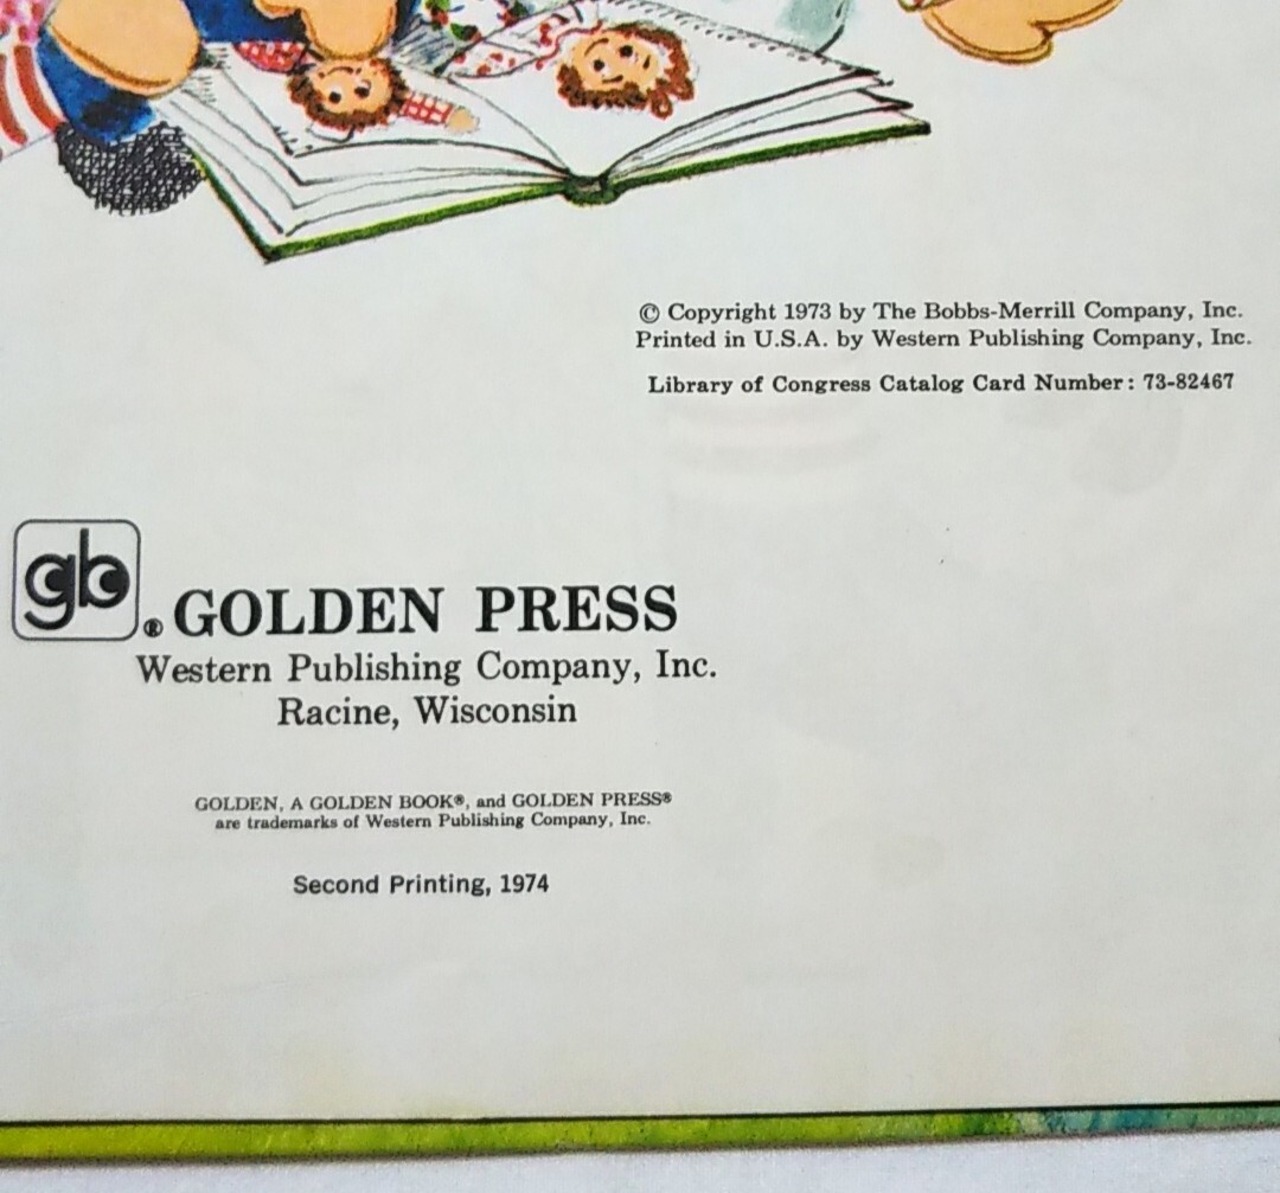 © Copyright 1973 by The Bobbs-Merrill Company, Inc.
Printed in U.S.A. by Western Publishing Company, Inc.
Library of Congress Catalog Card Number: 73-82467
gb
® GOLDEN PRESS
Western Publishing Company, Inc.
Racine, Wisconsin
GOLDEN, A GOLDEN BOOK®, and GOLDEN PRESS®
are trademarks of Western Publishing Company, Inc.
Second Printing, 1974